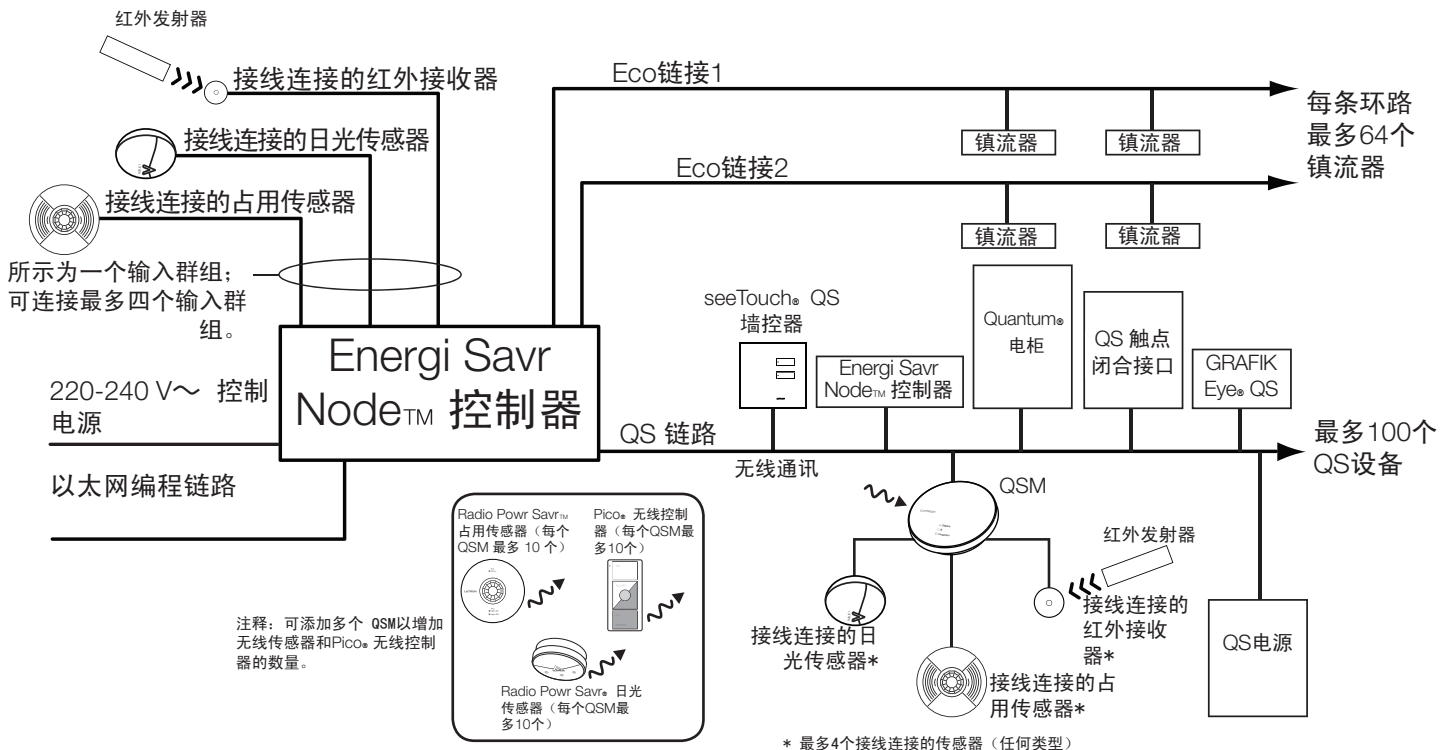 红外发射器
接线连接的红外接收器
接线连接的日光传感器
接线连接的占用传感器
所示为一个输入群组；
可连接最多四个输入群
组。
Eco链接1
镇流器
镇流器
Eco链接2
镇流器
镇流器
每条环路
最多64个
镇流器
Energi Savr
Node™ 控制器
220-240 V～ 控制
电源
以太网编程链路
QS 链路
seeTouch® QS
墙控器
Energi Savr
Node™ 控制器
Quantum®
电柜
QS 触点
闭合接口
GRAFIK
Eye® QS
最多100个
QS设备
无线通讯
QSM
红外发射器
接线连接的
红外接收
器*
接线连接的日
光传感器*
接线连接的占
用传感器*
QS电源
Radio Powr Savr™
占用传感器（每个
QSM 最多 10 个）
Pico® 无线控制
器（每个QSM最
多10个）
Radio Powr Savr® 日光
传感器（每个QSM最
多10个）
注释：可添加多个 QSM以增加
无线传感器和Pico® 无线控制
器的数量。
* 最多4个接线连接的传感器（任何类型）